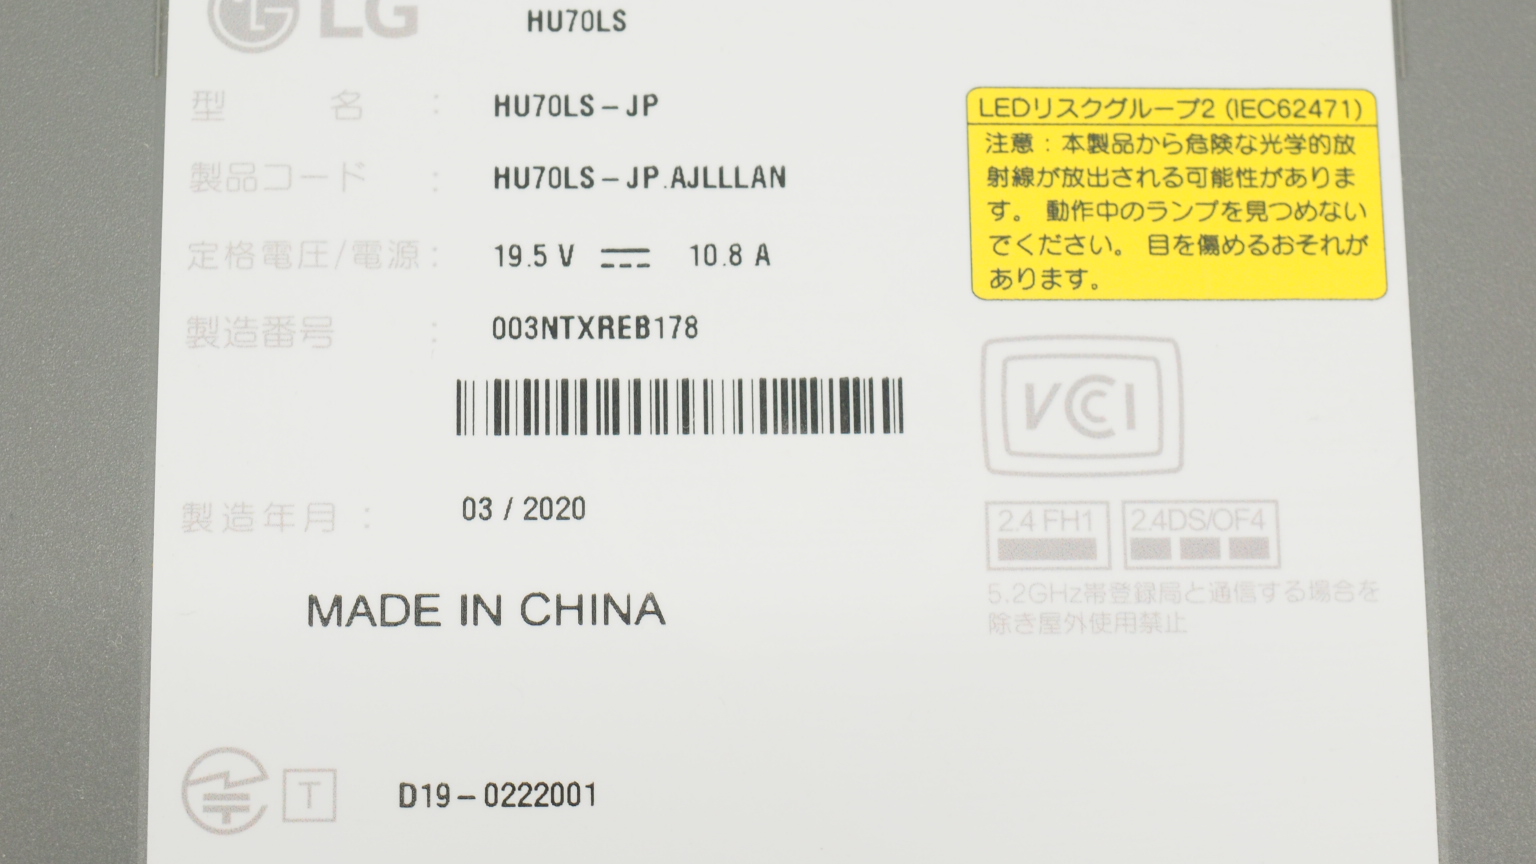 LG HU70LS
型名 : HU70LS-JP
製品コード : HU70LS-JP.AJLLLAN
定格電圧/電源 : 19.5 V 10.8 A
製造番号 : 003NTXREB178
製造年月 : 03 / 2020
MADE IN CHINA
T D19-0222001
LEDリスクグループ2 (IEC62471)
注意:本製品から危険な光学的放
射線が放出される可能性がありま
す。 動作中のランプを見つめない
でください。 目を傷めるおそれが
あります。
VCCI
2.4 FH1 2.4DS/OF4
5.2GHz帯登録局と通信する場合を
除き屋外使用禁止